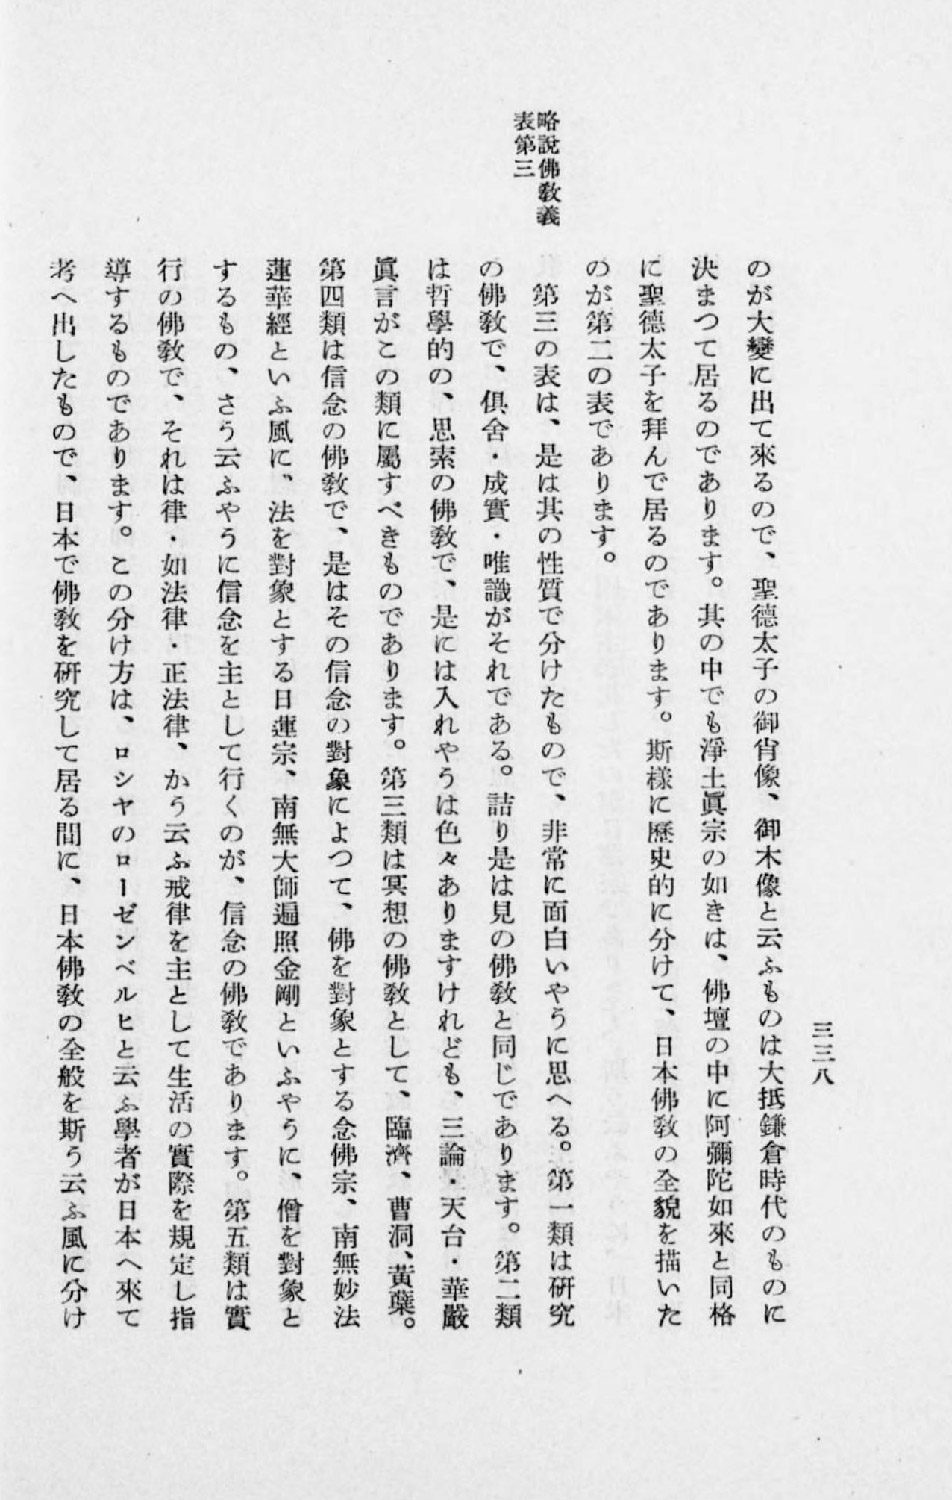 三三八
のが大變に出て來るので、聖德太子の御肖像、御木像と云ふものは大抵鎌倉時代のものに
決まつて居るのであります。其の中でも淨土眞宗の如きは、佛壇の中に阿彌陀如來と同格
に聖德太子を拜んで居るのであります。斯樣に歷史的に分けて、日本佛敎の全貌を描いた
のが第二の表であります。
略說佛敎義
表第三
第三の表は、是は其の性質で分けたもので、非常に面白いやうに思へる。第一類は硏究
の佛敎で、俱舍・成實・唯識がそれである。詰り是は見の佛敎と同じであります。第二類
は哲學的の、思索の佛敎で、是には入れやうは色々ありますけれども、三論・天台・華嚴
眞言がこの類に屬すべきものであります。第三類は冥想の佛敎として、臨濟、曹洞、黃蘗。
第四類は信念の佛敎で、是はその信念の對象によつて、佛を對象とする念佛宗、南無妙法
蓮華經といふ風に、法を對象とする日蓮宗、南無大師遍照金剛といふやうに、僧を對象と
するもの、さう云ふやうに信念を主として行くのが、信念の佛敎であります。第五類は實
行の佛敎で、それは律・如法律・正法律、かう云ふ戒律を主として生活の實際を規定し指
導するものであります。この分け方は、ロシヤのローゼンベルヒと云ふ學者が日本へ來て
考へ出したもので、日本で佛敎を硏究して居る間に、日本佛敎の全般を斯う云ふ風に分け